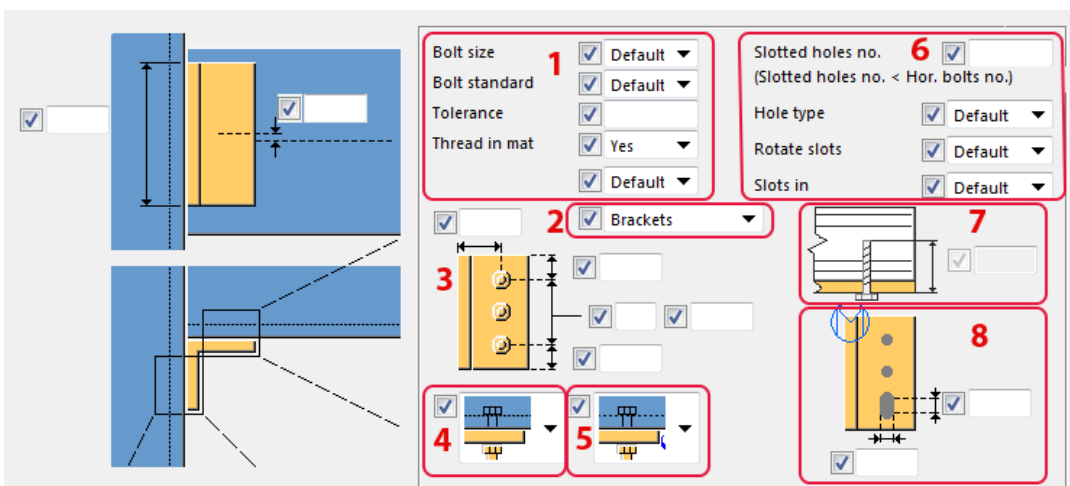 Bolt size 1 Default
Bolt standard Default
Tolerance
Thread in mat Yes
Default
Slotted holes no. 6
(Slotted holes no. < Hor. bolts no.)
Hole type Default
Rotate slots Default
Slots in Default
2 Brackets
3
4
5
7
8